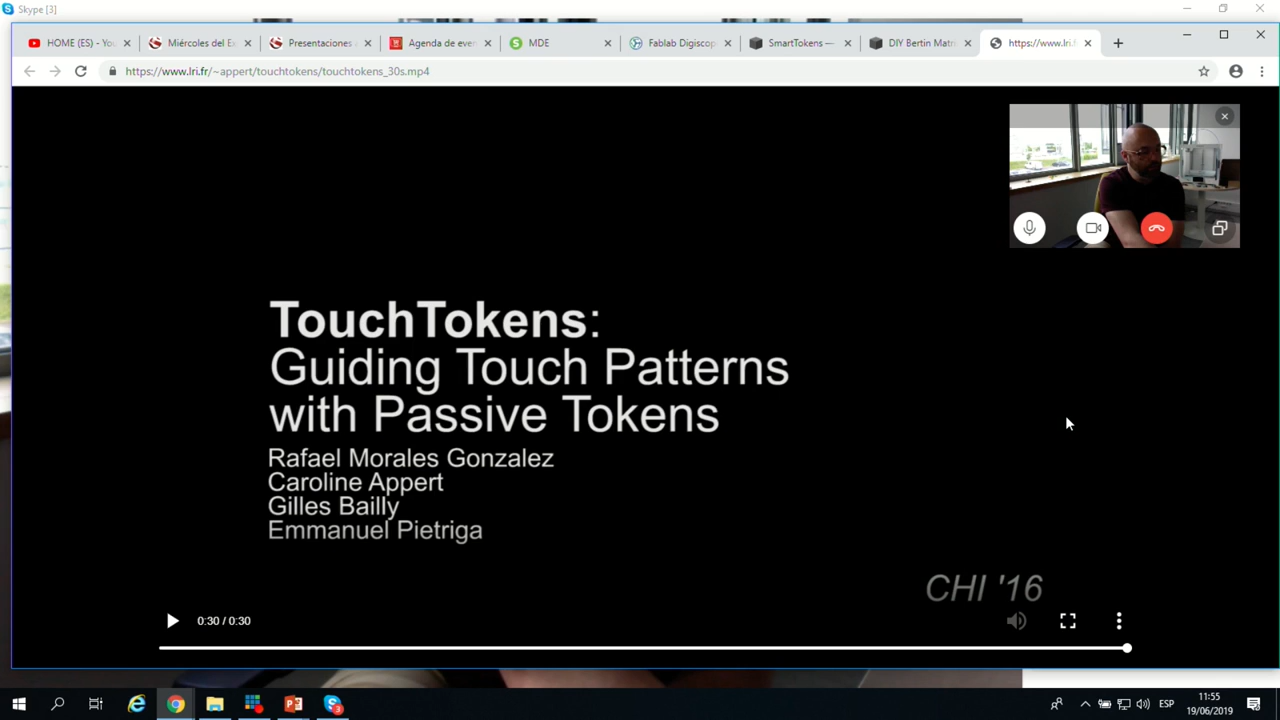 Skype [3]
HOME (ES) - You
Miércoles del Ex
Presentaciones
Agenda de even
MDE
Fablab Digiscop
SmartTokens —
DIY Bertin Matri
https://www.lri.f
https://www.lri.fr/~appert/touchtokens/touchtokens_30s.mp4
TouchTokens:
Guiding Touch Patterns
with Passive Tokens
Rafael Morales Gonzalez
Caroline Appert
Gilles Bailly
Emmanuel Pietriga
CHI '16
0:30 / 0:30
ESP
11:55
19/06/2019